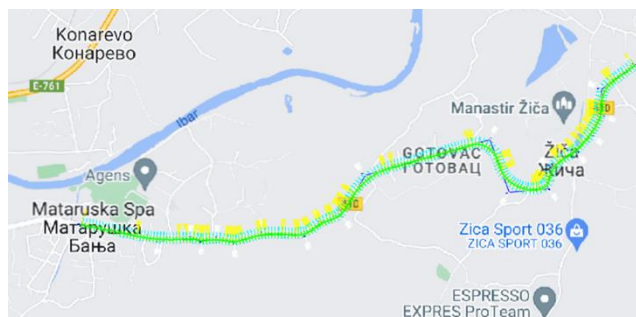 Konarevo
Конарево
E-761
Ibar
Manastir Žiča
GOTOVAC
ГОТОВАЦ
Žiča
Жича
Agens
Mataruska Spa
Матарушка
Бања
Zica Sport 036
ZICA SPORT 036
ESPRESSO
EXPRES ProTeam